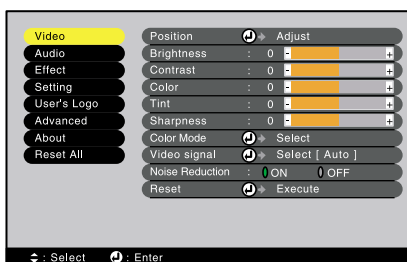 Video
Audio
Effect
Setting
User's Logo
Advanced
About
Reset All
Position Adjust
Brightness : 0 - +
Contrast : 0 - +
Color : 0 - +
Tint : 0 - +
Sharpness : 0 - +
Color Mode Select
Video signal Select [ Auto ]
Noise Reduction : ON OFF
Reset Execute
: Select : Enter